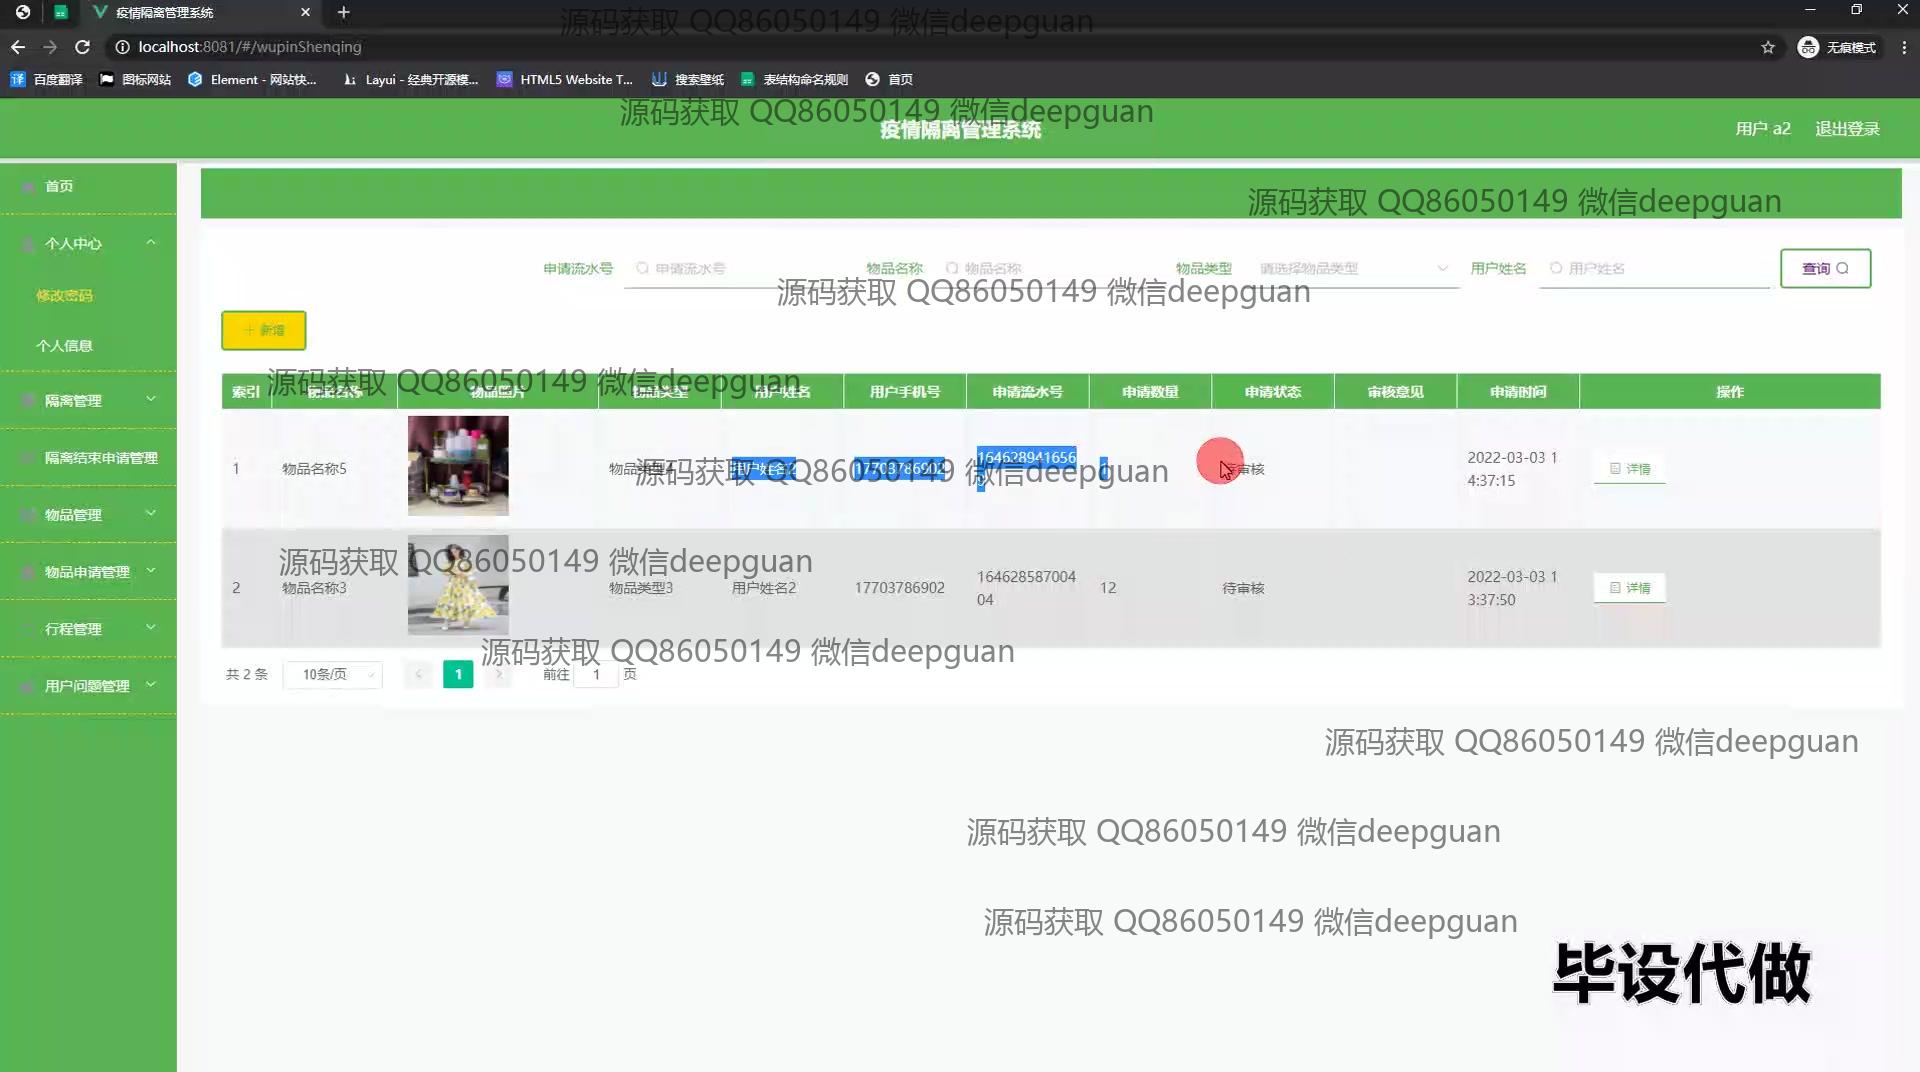 疫情隔离管理系统
localhost:8081/#/wupinShenqing
无痕模式
百度翻译 图标网站 Element - 网站快... Layui - 经典开源模... HTML5 Website T... 搜索壁纸 表结构命名规则 首页
源码获取 QQ86050149 微信deepguan
源码获取 QQ86050149 微信deepguan
疫情隔离管理系统
用户 a2 退出登录
首页
个人中心
修改密码
个人信息
隔离管理
隔离结束申请管理
物品管理
物品申请管理
行程管理
用户问题管理
源码获取 QQ86050149 微信deepguan
申请流水号 申请流水号 物品名称 物品名称 物品类型 请选择物品类型 用户姓名 用户姓名 查询
源码获取 QQ86050149 微信deepguan
新增
源码获取 QQ86050149 微信deepguan
索引 物品名称 物品照片 物品类型 用户姓名 用户手机号 申请流水号 申请数量 申请状态 审核意见 申请时间 操作
1 物品名称5 用户姓名2 17703786902 164628941656 待审核 2022-03-03 1
4:37:15 详情
源码获取 QQ86050149 微信deepguan
源码获取 QQ86050149 微信deepguan
2 物品名称3 物品类型3 用户姓名2 17703786902 164628587004
04 12 待审核 2022-03-03 1
3:37:50 详情
源码获取 QQ86050149 微信deepguan
共 2 条 10条/页 1 前往 1 页
源码获取 QQ86050149 微信deepguan
源码获取 QQ86050149 微信deepguan
源码获取 QQ86050149 微信deepguan
毕设代做